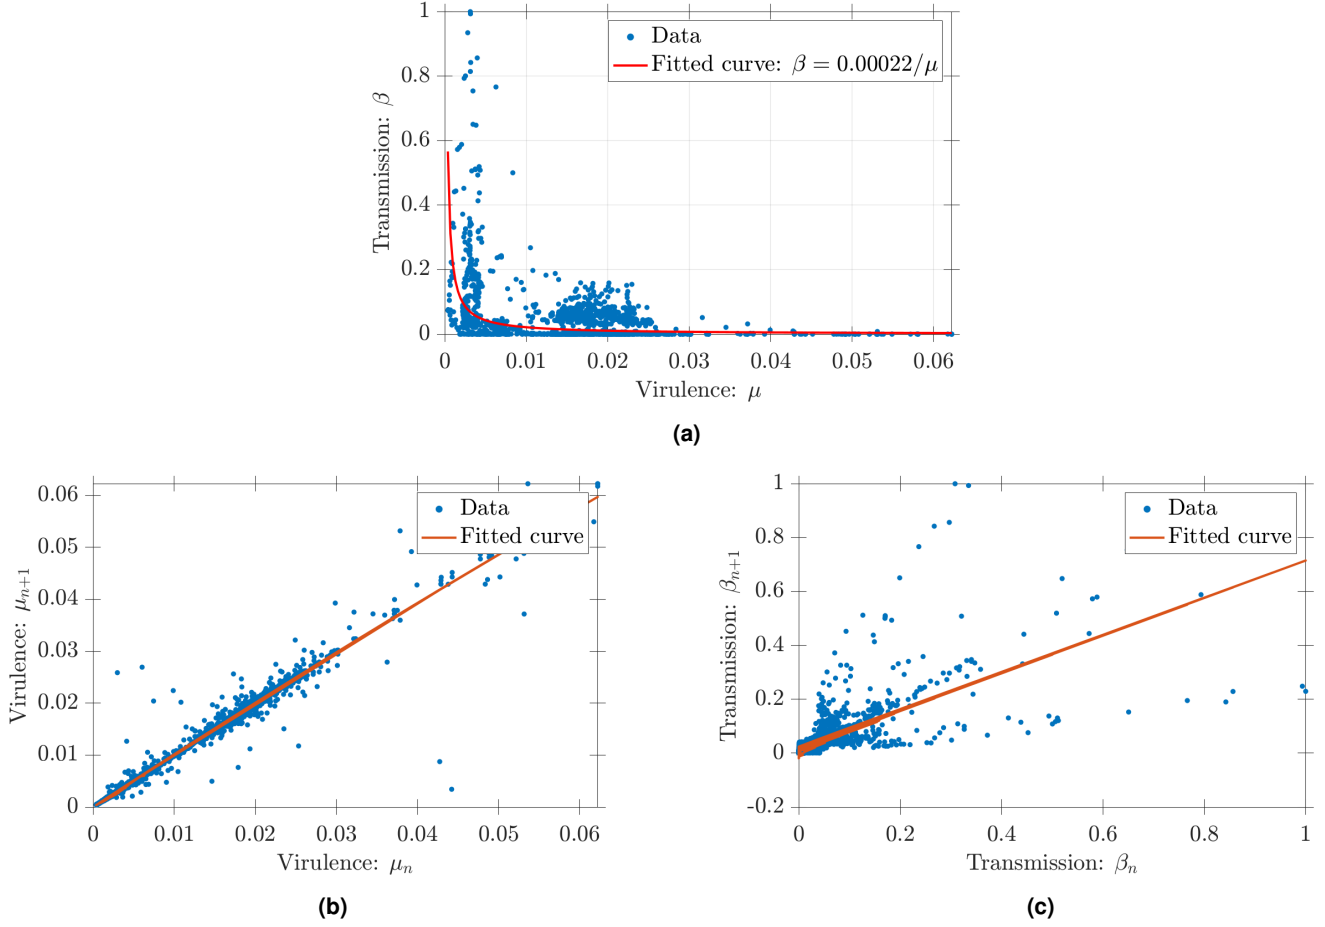 1
0.8
0.6
0.4
0.2
0
Transmission: β
Data
Fitted curve: β = 0.00022/μ
0 0.01 0.02 0.03 0.04 0.05 0.06
Virulence: μ
(a)
0.06
0.05
0.04
0.03
0.02
0.01
0
Virulence: μₙ₊₁
Data
Fitted curve
0 0.01 0.02 0.03 0.04 0.05 0.06
Virulence: μₙ
(b)
1
0.8
0.6
0.4
0.2
0
-0.2
Transmission: βₙ₊₁
Data
Fitted curve
0 0.2 0.4 0.6 0.8 1
Transmission: βₙ
(c)